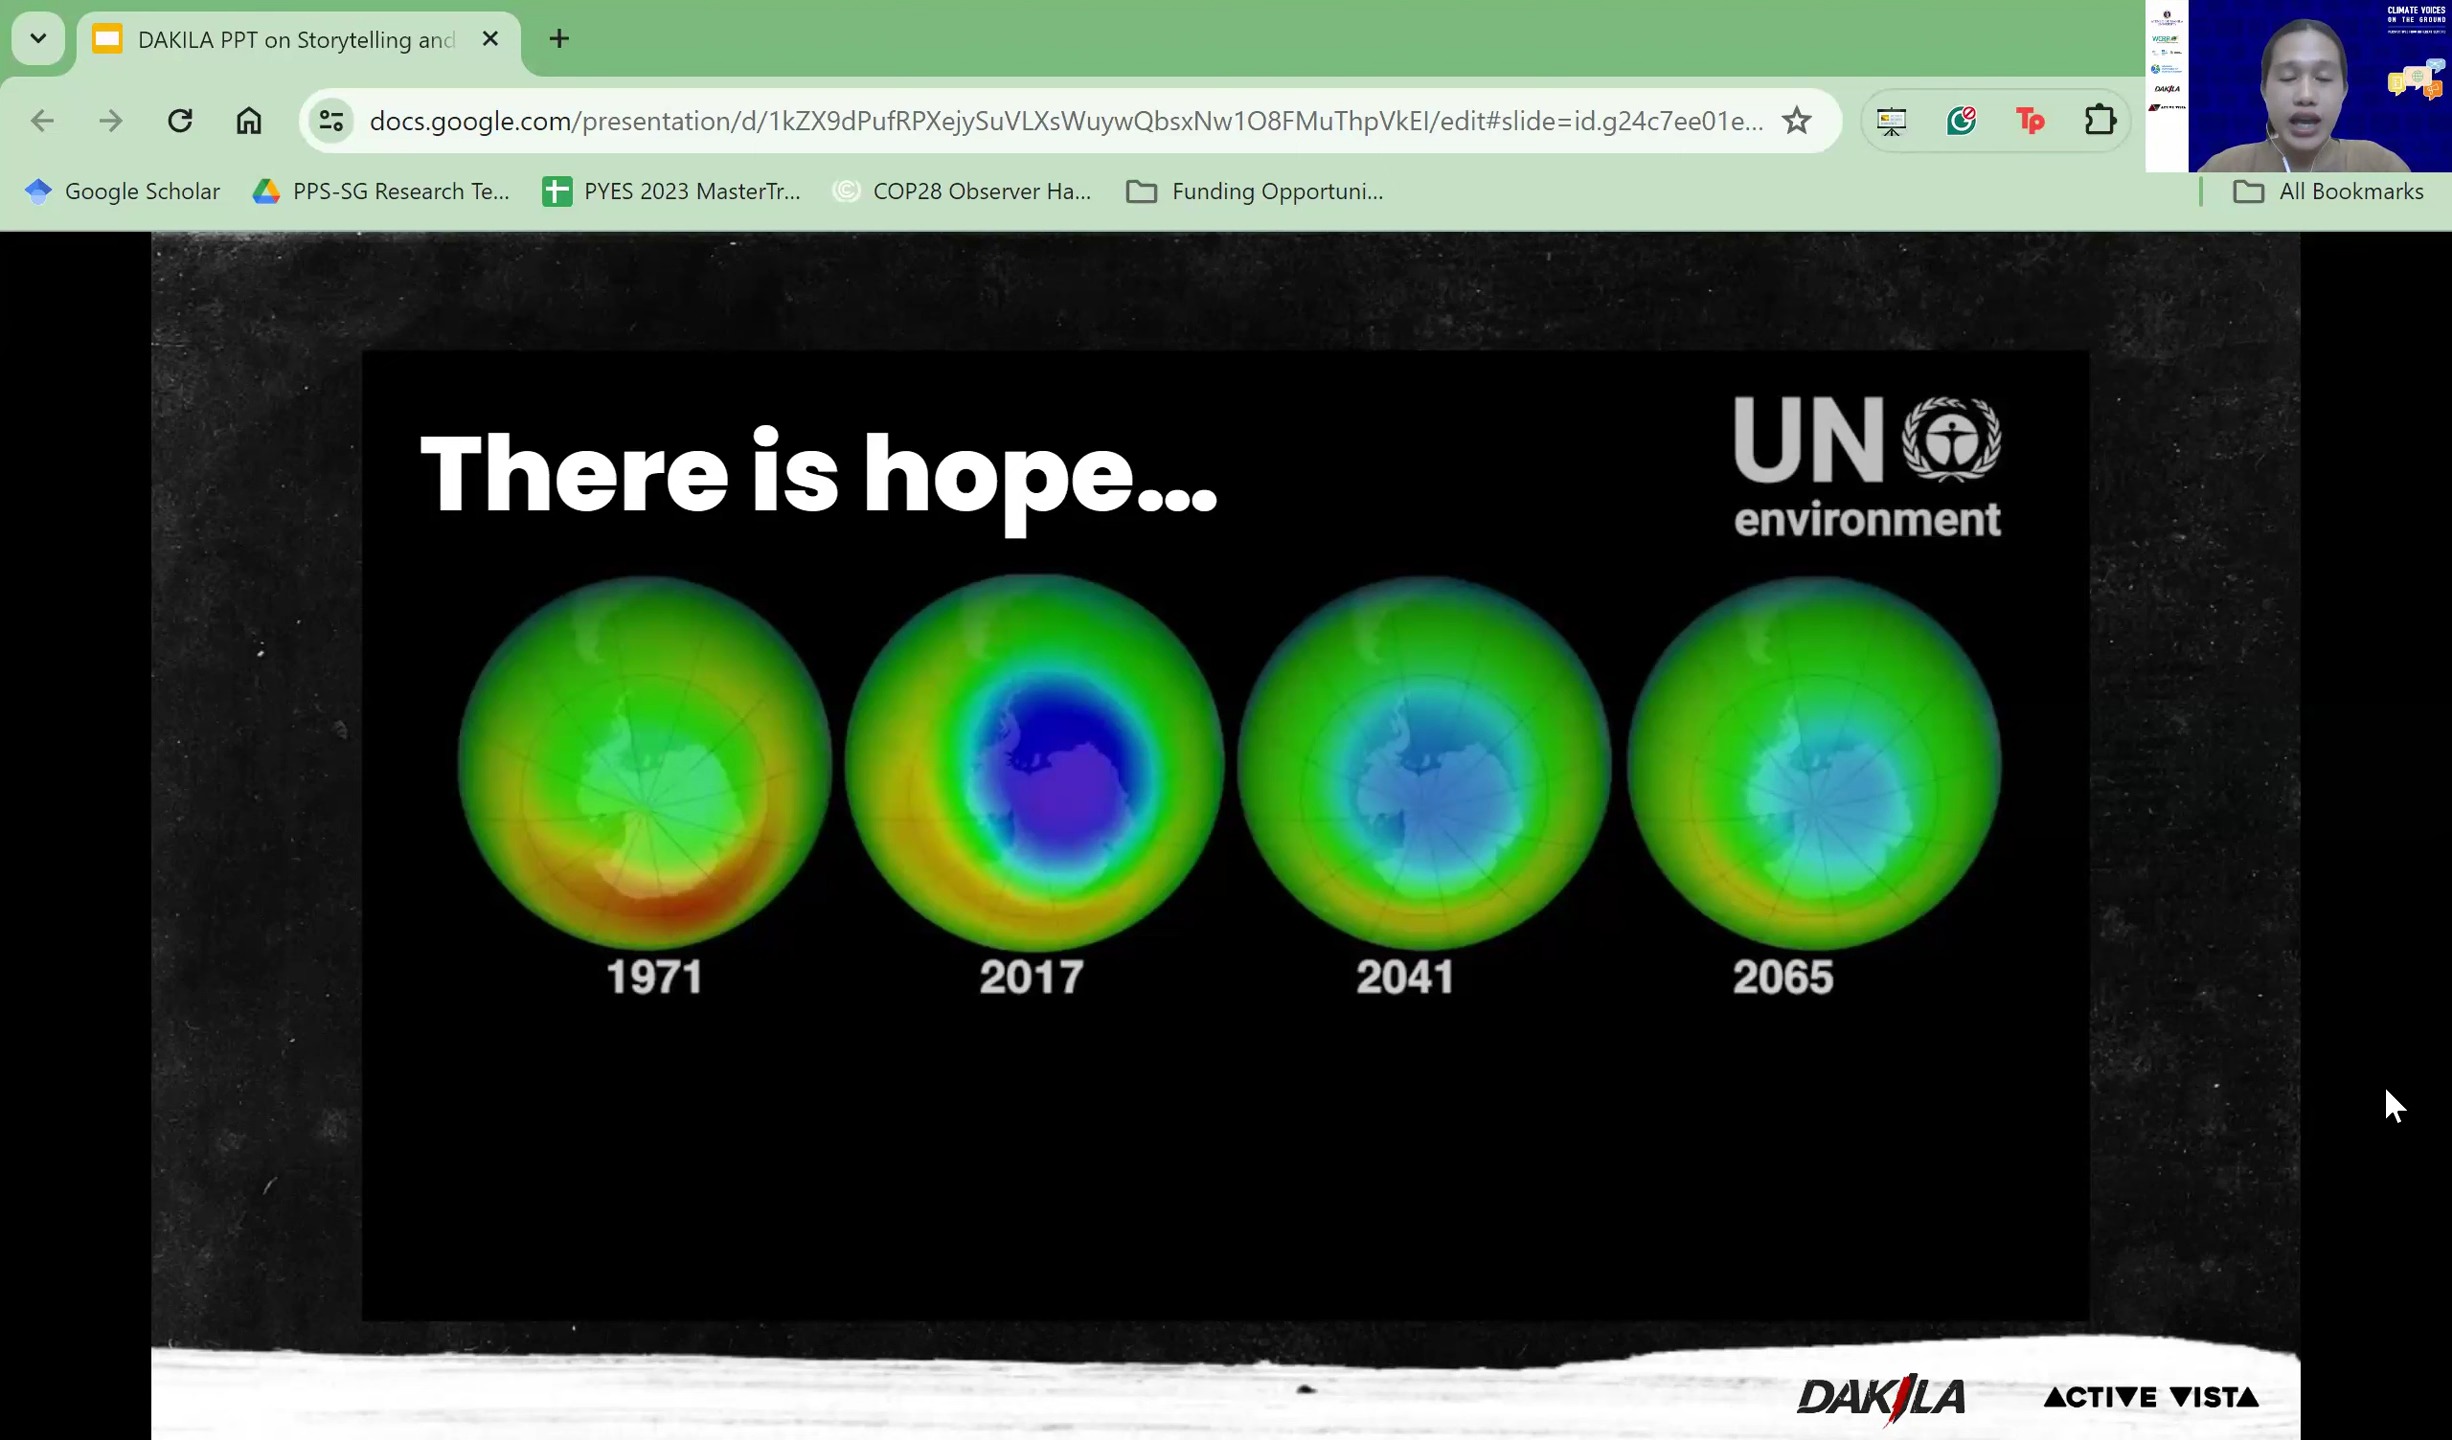 DAKILA PPT on Storytelling and
docs.google.com/presentation/d/1kZX9dPufRPXejySuVLXsWuywQbsxNw1O8FMuThpVkEI/edit#slide=id.g24c7ee01e...
Tp
CLIMATE VOICES
ON THE GROUND
DAKILA
Google Scholar
PPS-SG Research Te...
PYES 2023 MasterTr...
COP28 Observer Ha...
Funding Opportuni...
All Bookmarks
There is hope...
UN
environment
1971
2017
2041
2065
DAKILA
ACTIVE VISTA